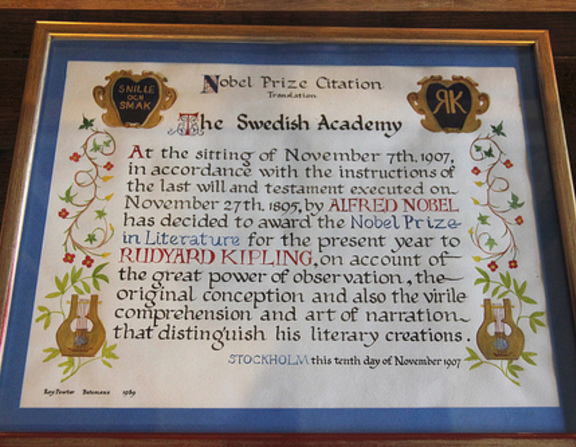 SNILLE
OCH
SMAK
Nobel Prize Citation
Translation
RK
The Swedish Academy
At the sitting of November 7th, 1907,
in accordance with the instructions of
the last will and testament executed on
November 27th. 1895, by ALFRED NOBEL
has decided to award the Nobel Prize
in Literature for the present year to
RUDYARD KIPLING, on account of
the great power of observation, the
original conception and also the virile
comprehension and art of narration
that distinguish his literary creations.
STOCKHOLM this tenth day of November 1907
1989